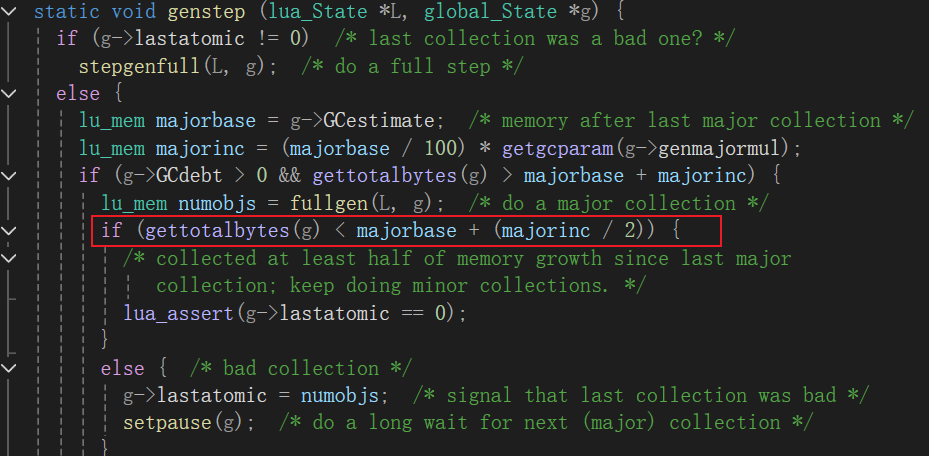 static void genstep (lua_State *L, global_State *g) {
if (g->lastatomic != 0)  /* last collection was a bad one? */
stepgenfull(L, g);  /* do a full step */
else {
lu_mem majorbase = g->GCestimate;  /* memory after last major collection */
lu_mem majorinc = (majorbase / 100) * getgcparam(g->genmajormul);
if (g->GCdebt > 0 && gettotalbytes(g) > majorbase + majorinc) {
lu_mem numobjs = fullgen(L, g);  /* do a major collection */
if (gettotalbytes(g) < majorbase + (majorinc / 2)) {
/* collected at least half of memory growth since last major
collection; keep doing minor collections. */
lua_assert(g->lastatomic == 0);
}
else {  /* bad collection */
g->lastatomic = numobjs;  /* signal that last collection was bad */
setpause(g);  /* do a long wait for next (major) collection */
}